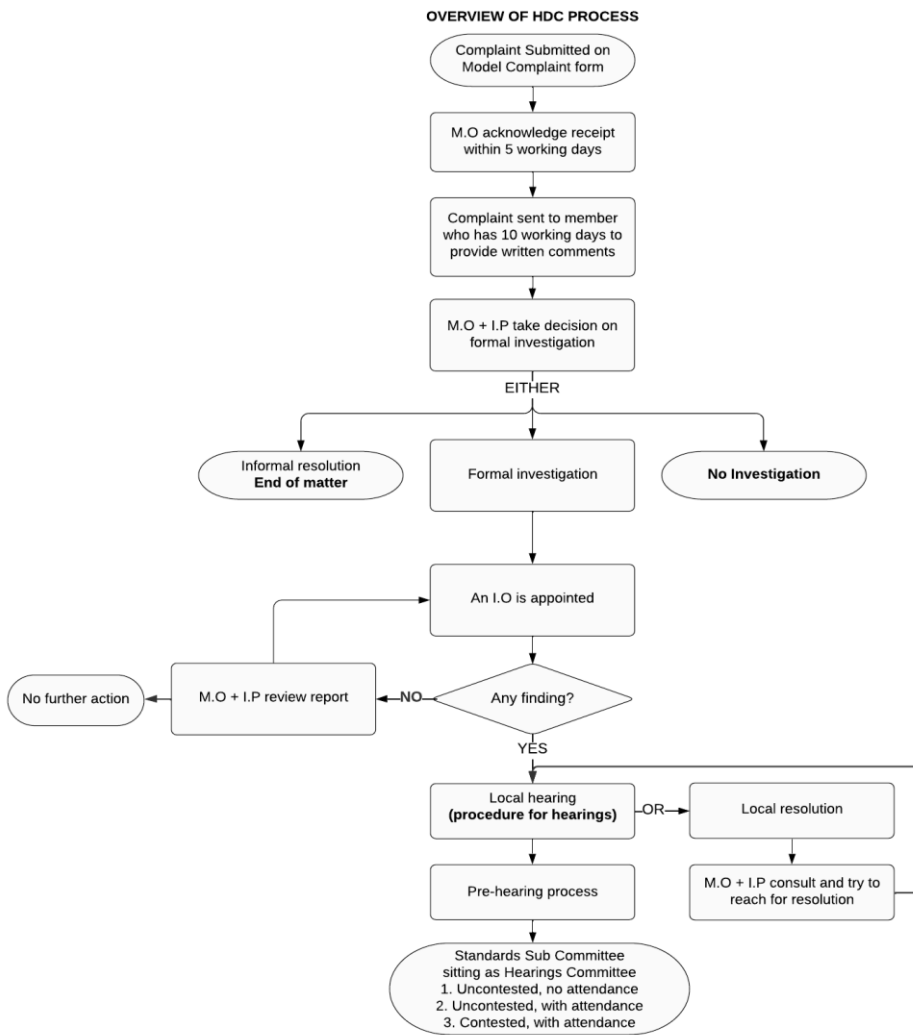 OVERVIEW OF HDC PROCESS
Complaint Submitted on
Model Complaint form
M.O acknowledge receipt
within 5 working days
Complaint sent to member
who has 10 working days to
provide written comments
M.O + I.P take decision on
formal investigation
EITHER
Informal resolution
End of matter
Formal investigation
No Investigation
An I.O is appointed
No further action
M.O + I.P review report
NO
Any finding?
YES
Local hearing
(procedure for hearings)
OR
Local resolution
Pre-hearing process
M.O + I.P consult and try to
reach for resolution
Standards Sub Committee
sitting as Hearings Committee
1. Uncontested, no attendance
2. Uncontested, with attendance
3. Contested, with attendance